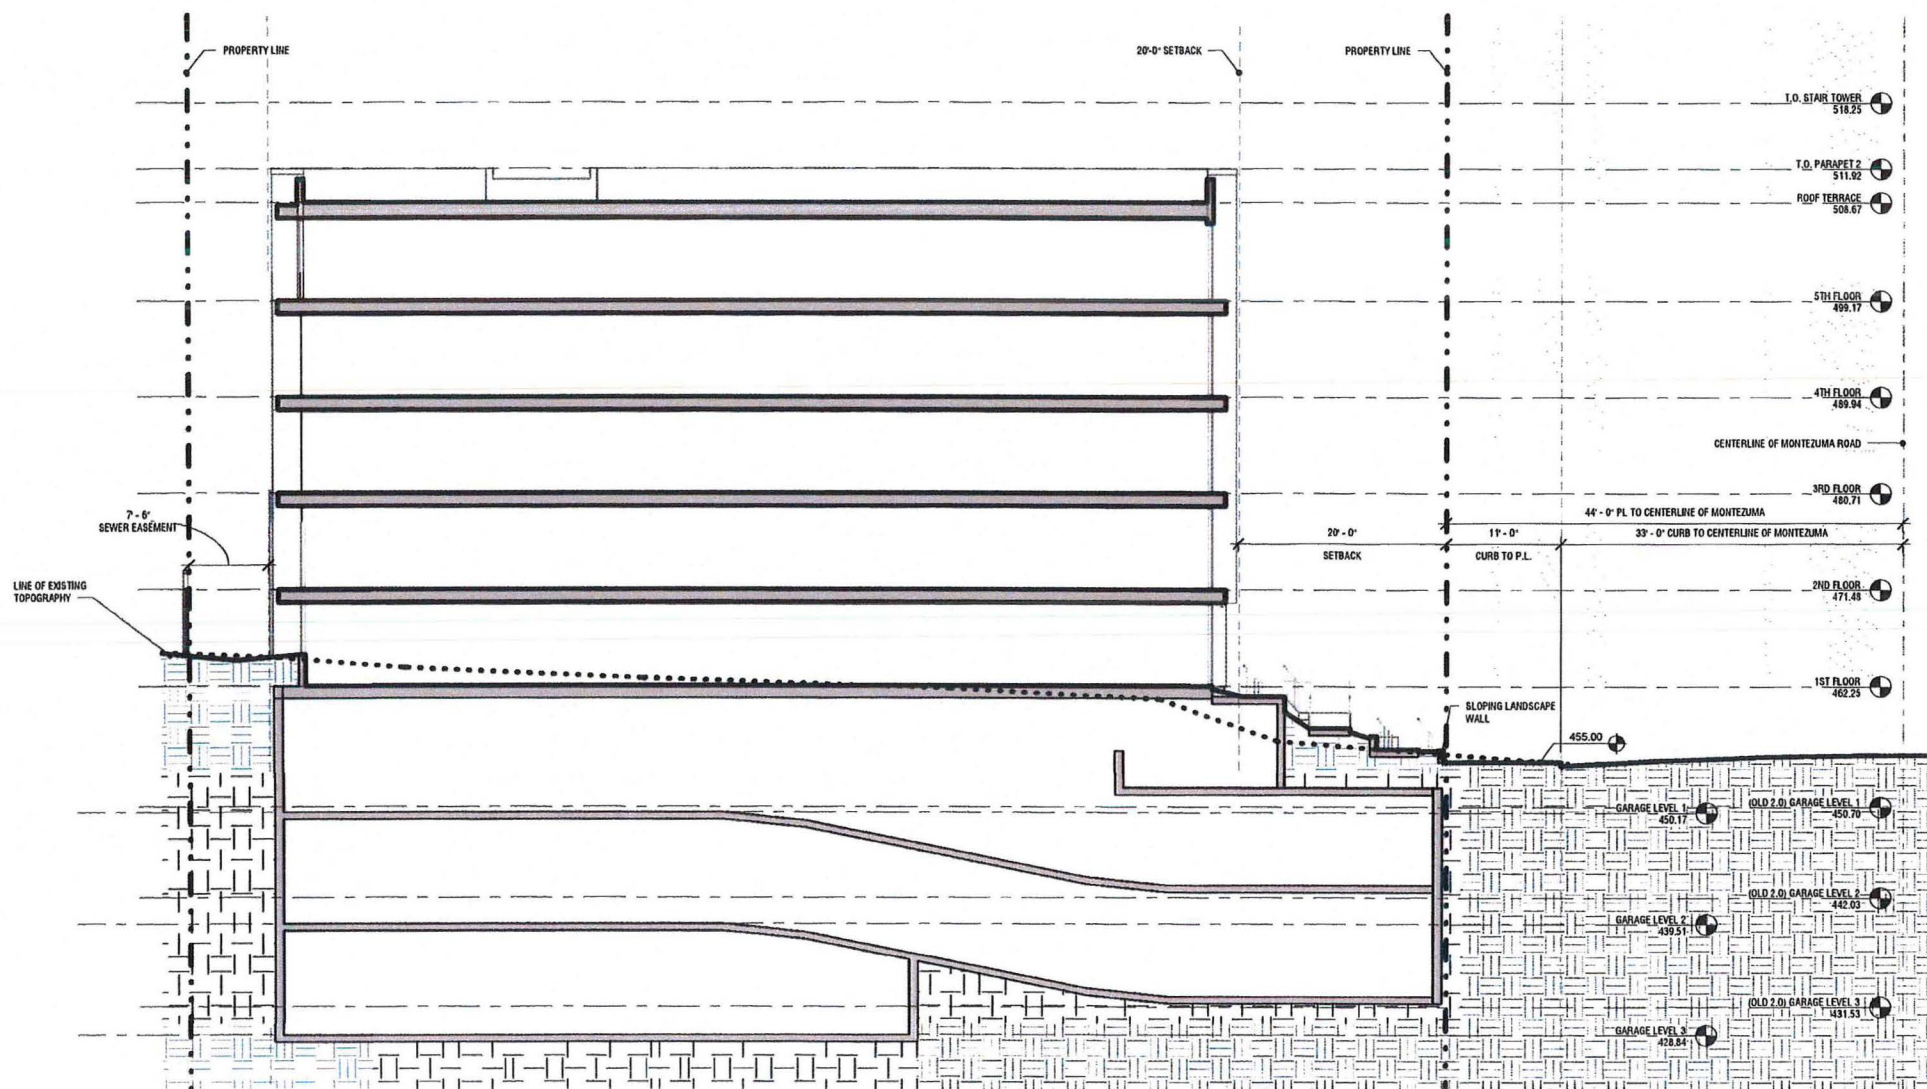 PROPERTY LINE
20'-0" SETBACK
PROPERTY LINE
T.O. STAIR TOWER
518.25
T.O. PARAPET 2
511.92
ROOF TERRACE
508.67
5TH FLOOR
499.17
4TH FLOOR
489.94
CENTERLINE OF MONTEZUMA ROAD
3RD FLOOR
480.71
44' - 0" PL TO CENTERLINE OF MONTEZUMA
7' - 6"
SEWER EASEMENT
20' - 0"
SETBACK
11' - 0"
CURB TO P.L.
33' - 0" CURB TO CENTERLINE OF MONTEZUMA
LINE OF EXISTING
TOPOGRAPHY
2ND FLOOR
471.48
1ST FLOOR
462.25
SLOPING LANDSCAPE
WALL
455.00
GARAGE LEVEL 1
450.17
(OLD 2.0) GARAGE LEVEL 1
450.70
(OLD 2.0) GARAGE LEVEL 2
442.03
GARAGE LEVEL 2
439.51
(OLD 2.0) GARAGE LEVEL 3
431.53
GARAGE LEVEL 3
428.84